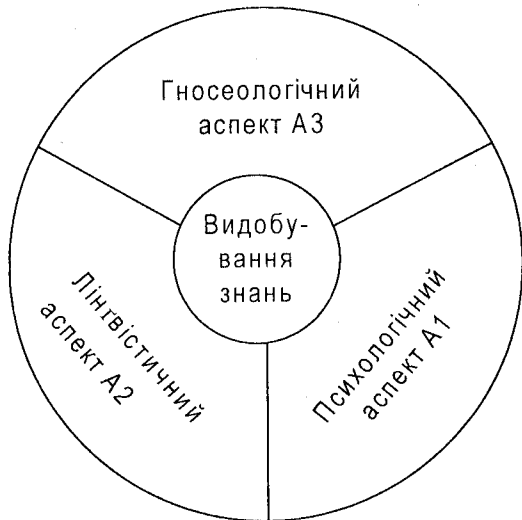 Гносеологічний
аспект А3
Видобу-
вання
знань
Лінгвістичний
аспект А2
Психологічний
аспект А1